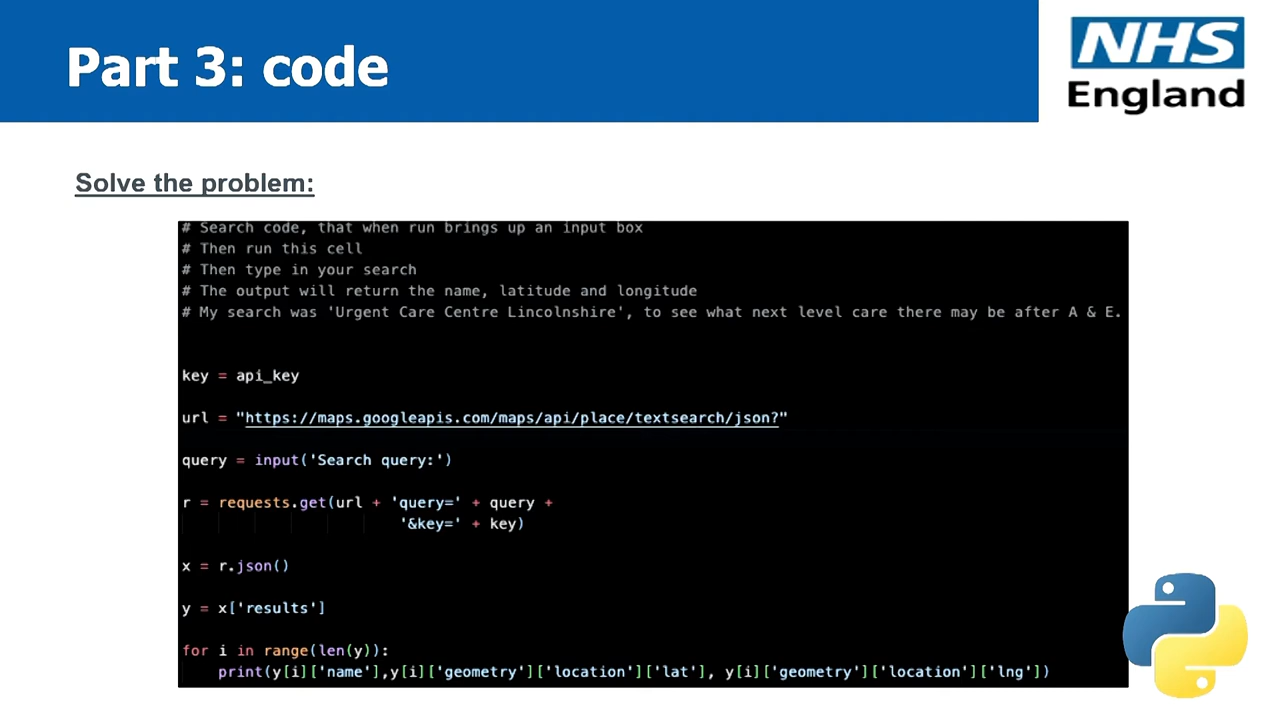 Part 3: code
NHS
England
Solve the problem:
# Search code, that when run brings up an input box
# Then run this cell
# Then type in your search
# The output will return the name, latitude and longitude
# My search was 'Urgent Care Centre Lincolnshire', to see what next level care there may be after A & E.
key = api_key
url = "https://maps.googleapis.com/maps/api/place/textsearch/json?"
query = input('Search query:')
r = requests.get(url + 'query=' + query +
'&key=' + key)
x = r.json()
y = x['results']
for i in range(len(y)):
print(y[i]['name'],y[i]['geometry']['location']['lat'], y[i]['geometry']['location']['lng'])